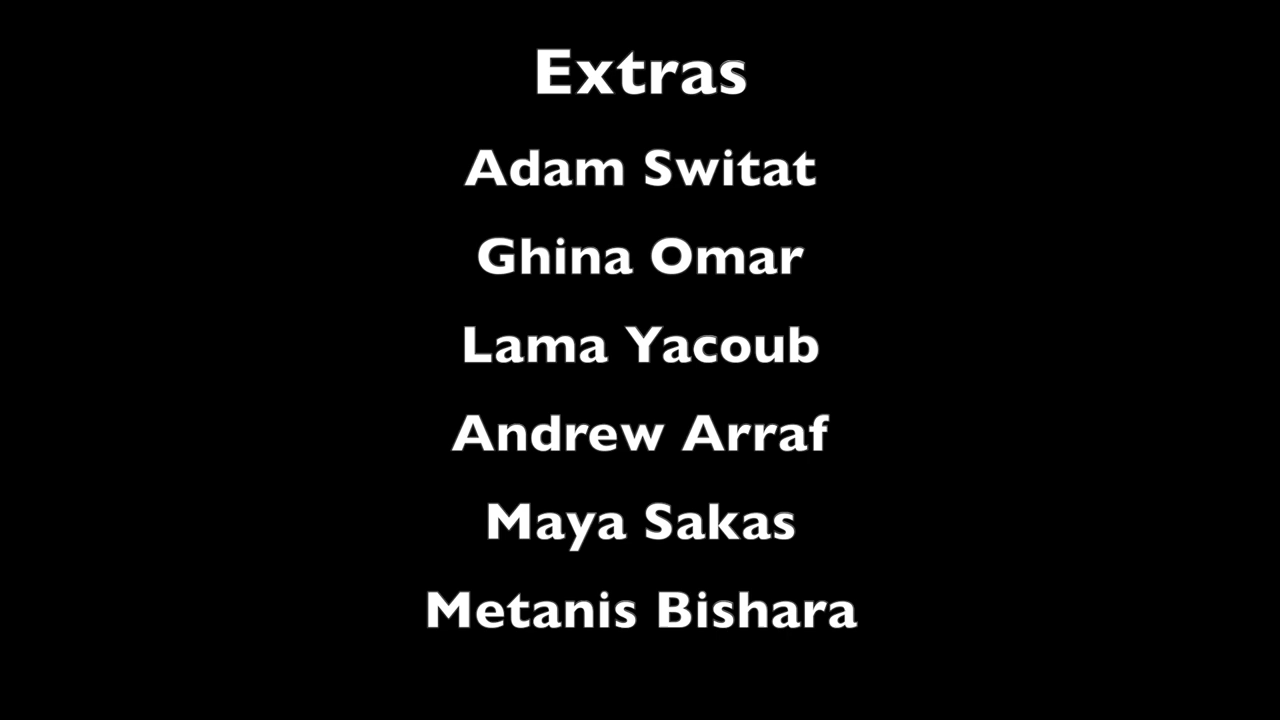 Extras
Adam Switat
Ghina Omar
Lama Yacoub
Andrew Arraf
Maya Sakas
Metanis Bishara